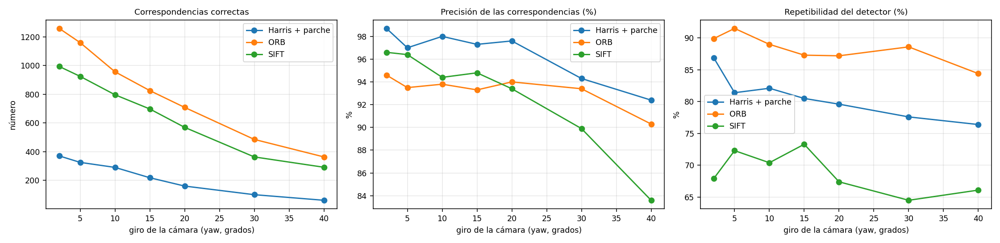 Correspondencias correctas
número
1200
1000
800
600
400
200
5 10 15 20 25 30 35 40
giro de la cámara (yaw, grados)
Harris + parche
ORB
SIFT
Precisión de las correspondencias (%)
%
98
96
94
92
90
88
86
84
5 10 15 20 25 30 35 40
giro de la cámara (yaw, grados)
Harris + parche
ORB
SIFT
Repetibilidad del detector (%)
%
90
85
80
75
70
65
5 10 15 20 25 30 35 40
giro de la cámara (yaw, grados)
Harris + parche
ORB
SIFT